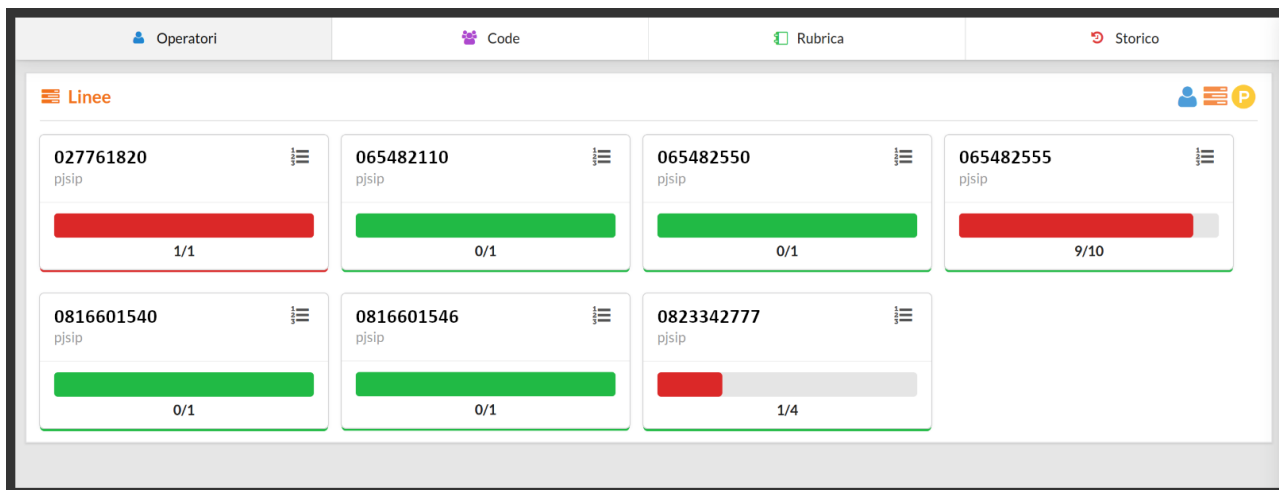 Operatori Code Rubrica Storico
Linee
P
027761820 065482110 065482550 065482555
pjsip pjsip pjsip pjsip
1/1 0/1 0/1 9/10
0816601540 0816601546 0823342777
pjsip pjsip pjsip
0/1 0/1 1/4